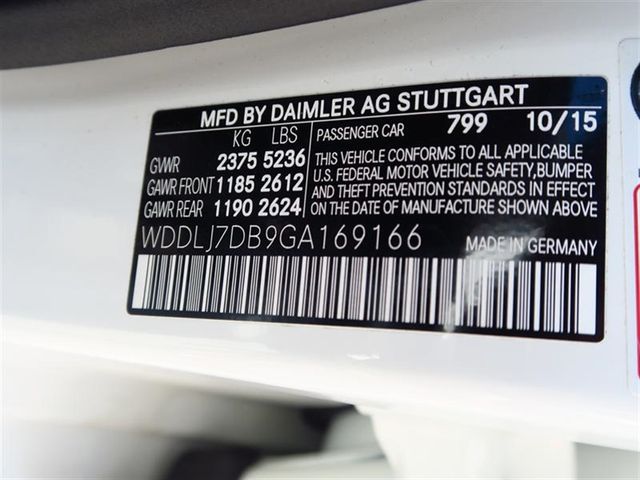 MFD BY DAIMLER AG STUTTGART
KG LBS PASSENGER CAR 799 10/15
GVWR 2375 5236
GAWR FRONT 1185 2612
GAWR REAR 1190 2624
THIS VEHICLE CONFORMS TO ALL APPLICABLE
U.S. FEDERAL MOTOR VEHICLE SAFETY, BUMPER
AND THEFT PREVENTION STANDARDS IN EFFECT
ON THE DATE OF MANUFACTURE SHOWN ABOVE
WDDLJ7DB9GA169166 MADE IN GERMANY